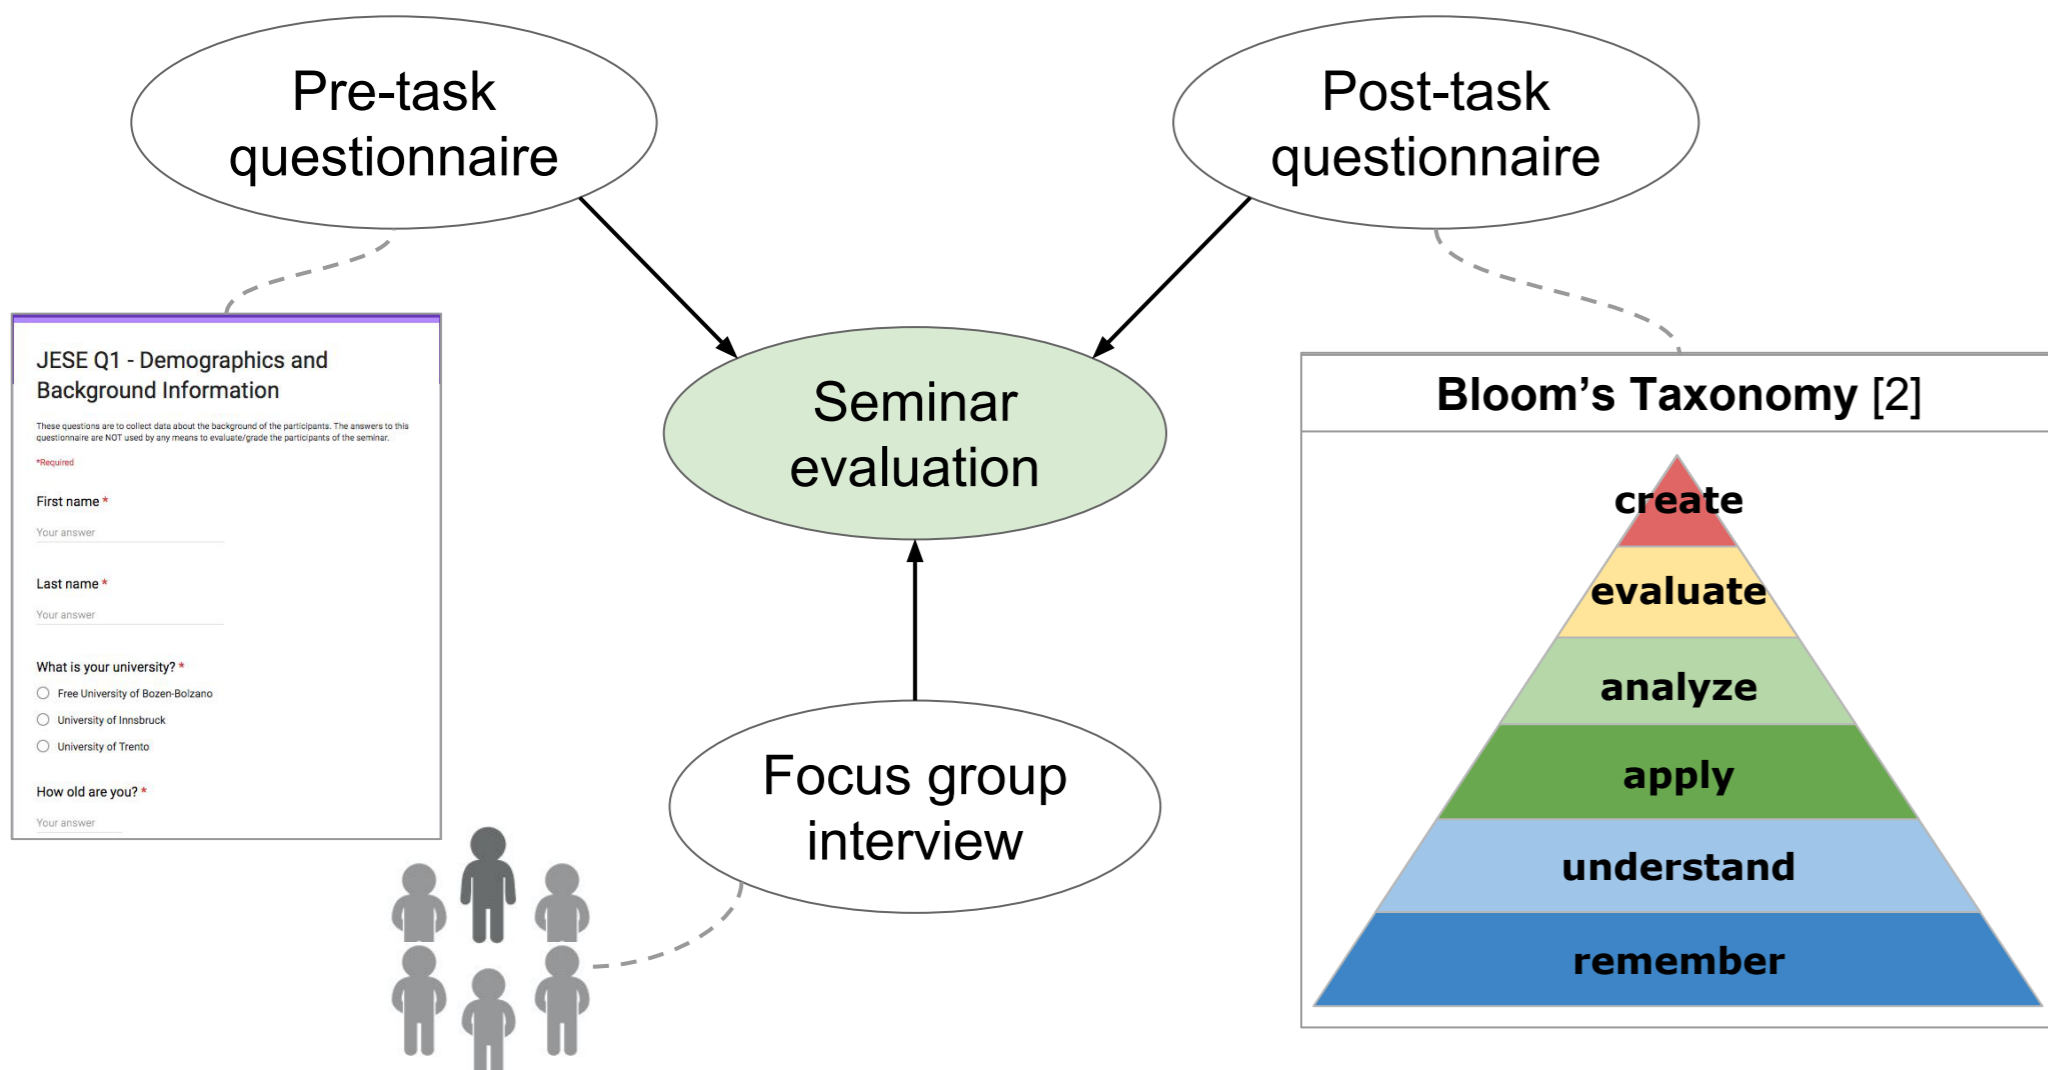 Pre-task
questionnaire
Post-task
questionnaire
JESE Q1 - Demographics and
Background Information
These questions are to collect data about the background of the participants. The answers to this
questionnaire are NOT used by any means to evaluate/grade the participants of the seminar.
*Required
First name *
Your answer
Last name *
Your answer
What is your university? *
Free University of Bozen-Bolzano
University of Innsbruck
University of Trento
How old are you? *
Your answer
Seminar
evaluation
Focus group
interview
Bloom's Taxonomy [2]
create
evaluate
analyze
apply
understand
remember